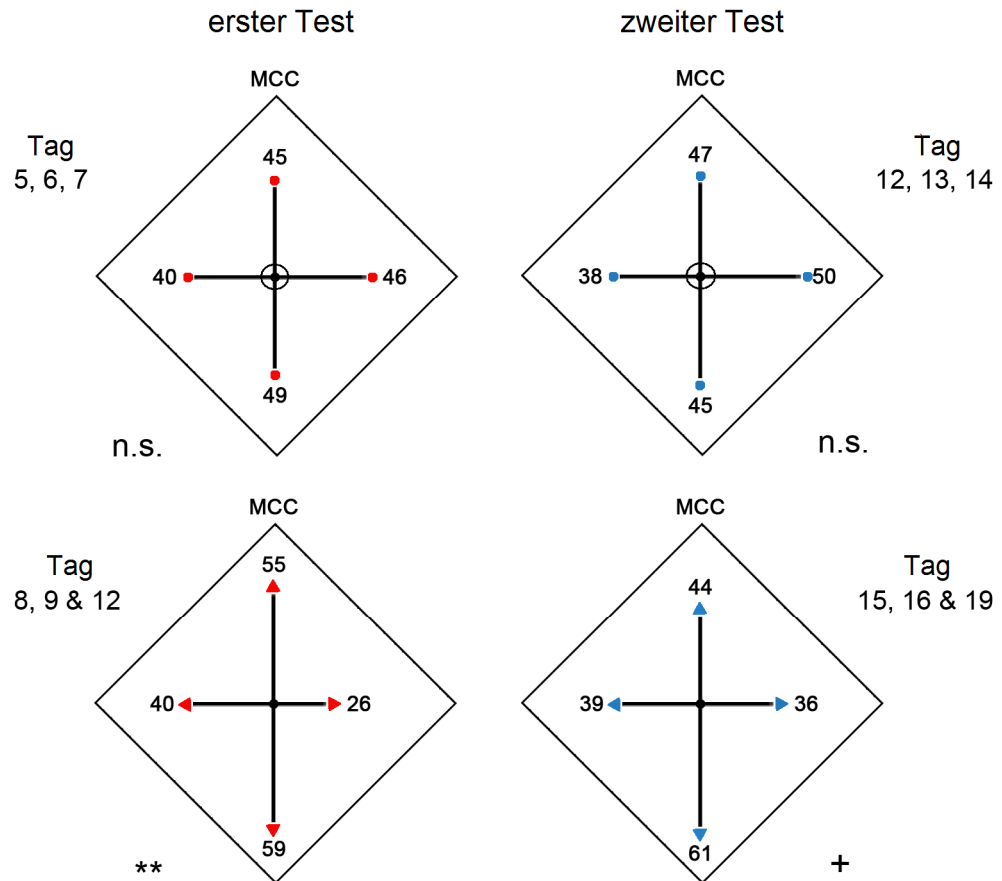 erster Test
zweiter Test
MCC
Tag
5, 6, 7
45
40
46
49
n.s.
MCC
Tag
12, 13, 14
47
38
50
45
n.s.
MCC
Tag
8, 9 & 12
55
40
26
59
**
MCC
Tag
15, 16 & 19
44
39
36
61
+